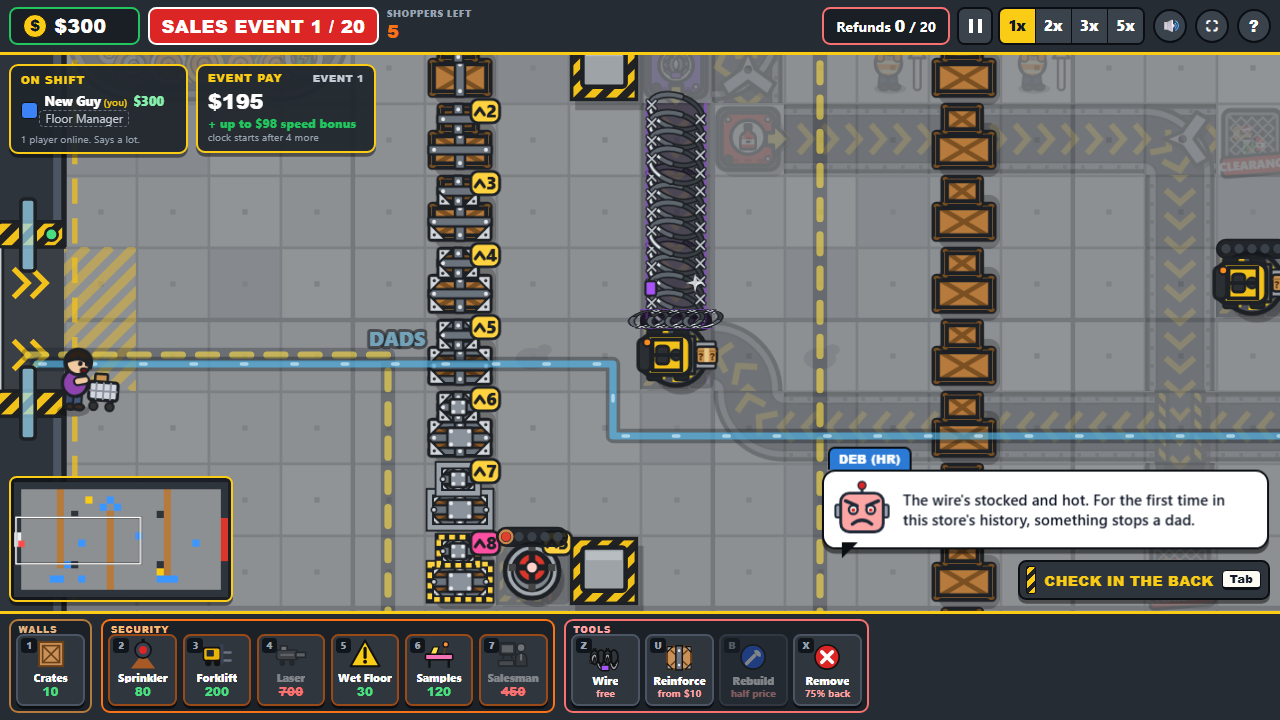 $ $300
SALES EVENT 1 / 20
SHOPPERS LEFT
5
Refunds 0 / 20
1x
2x
3x
5x
?
ON SHIFT
New Guy (you) $300
Floor Manager
1 player online. Says a lot.
EVENT PAY
EVENT 1
$195
+ up to $98 speed bonus
clock starts after 4 more
^2
^3
^4
^5
^6
^7
^8
DADS
CLEARANCE
DEB (HR)
The wire's stocked and hot. For the first time in
this store's history, something stops a dad.
CHECK IN THE BACK Tab
WALLS
1
Crates
10
SECURITY
2
Sprinkler
80
3
Forklift
200
4
Laser
700
5
Wet Floor
30
6
Samples
120
7
Salesman
450
TOOLS
Z
Wire
free
U
Reinforce
from $10
B
Rebuild
half price
X
Remove
75% back